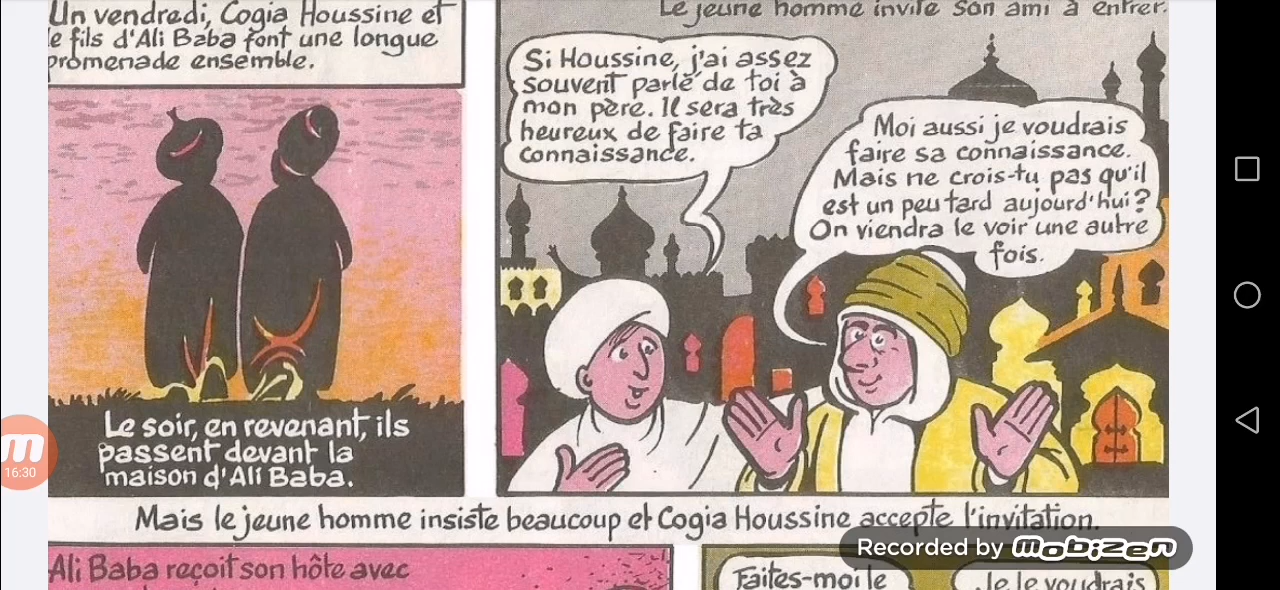 Un vendredi, Cogia Houssine et
le fils d'Ali Baba font une longue
promenade ensemble.
Le soir, en revenant, ils
passent devant la
maison d'Ali Baba.
Le jeune homme invite son ami à entrer.
Si Houssine, j'ai assez
souvent parlé de toi à
mon père. Il sera très
heureux de faire ta
connaissance.
Moi aussi je voudrais
faire sa connaissance.
Mais ne crois-tu pas qu'il
est un peu tard aujourd'hui?
On viendra le voir une autre
fois.
Mais le jeune homme insiste beaucoup et Cogia Houssine accepte l'invitation.
Ali Baba reçoit son hôte avec
Faites-moi le
Je le voudrais
16:30
Recorded by mobizen